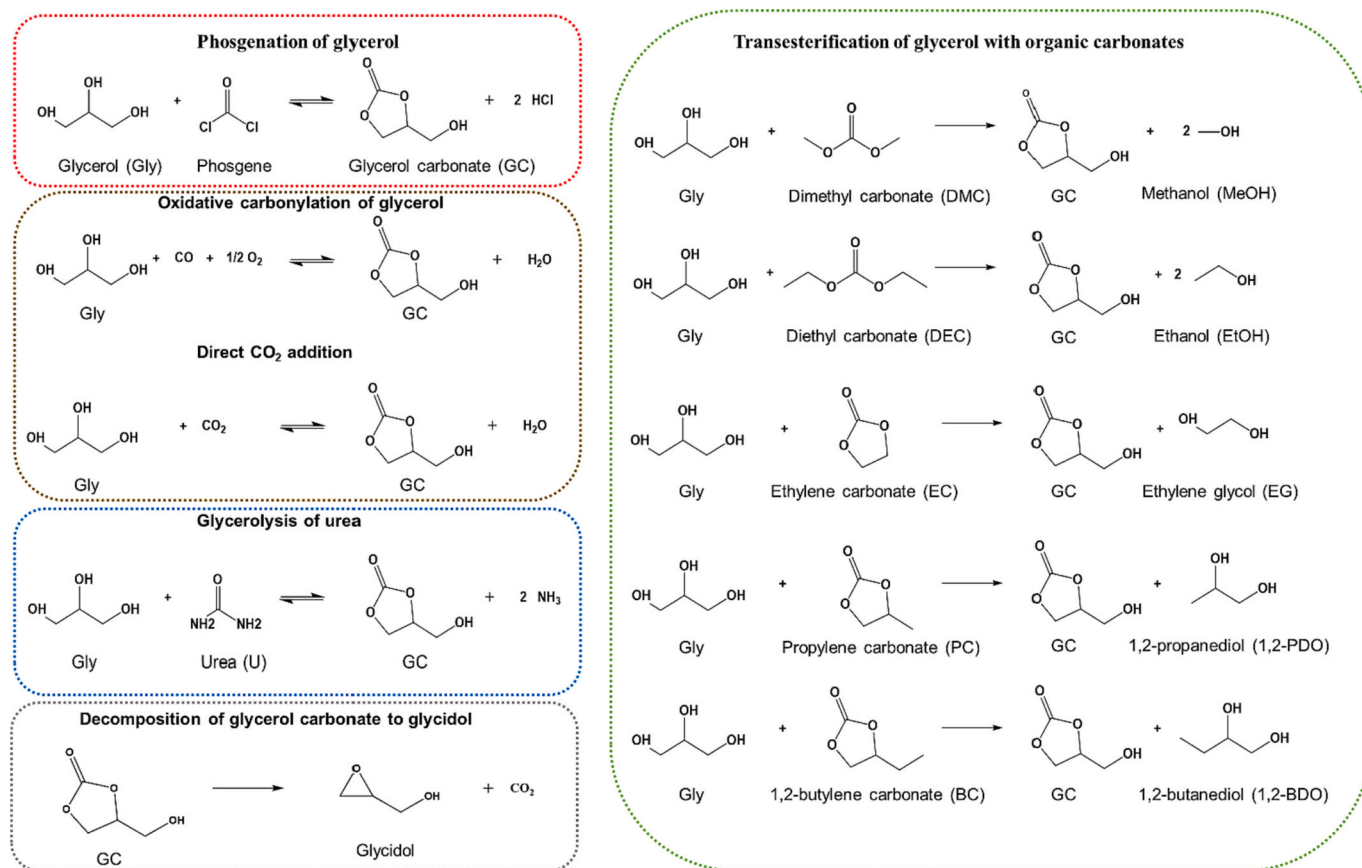 Phosgenation of glycerol
OH
OH OH + O Cl Cl ⇌ O O O OH + 2 HCl
Glycerol (Gly) Phosgene Glycerol carbonate (GC)
Oxidative carbonylation of glycerol
OH
OH OH + CO + 1/2 O₂ ⇌ O O O OH + H₂O
Gly GC
Direct CO₂ addition
OH
OH OH + CO₂ ⇌ O O O OH + H₂O
Gly GC
Glycerolysis of urea
OH
OH OH + O NH2 NH2 ⇌ O O O OH + 2 NH₃
Gly Urea (U) GC
Decomposition of glycerol carbonate to glycidol
O O O OH → O OH + CO₂
GC Glycidol
Transesterification of glycerol with organic carbonates
OH
OH OH + O O O → O O O OH + 2 OH
Gly Dimethyl carbonate (DMC) GC Methanol (MeOH)
OH
OH OH + O O O → O O O OH + 2 OH
Gly Diethyl carbonate (DEC) GC Ethanol (EtOH)
OH
OH OH + O O O → O O O OH + OH OH
Gly Ethylene carbonate (EC) GC Ethylene glycol (EG)
OH
OH OH + O O O → O O O OH + OH OH
Gly Propylene carbonate (PC) GC 1,2-propanediol (1,2-PDO)
OH
OH OH + O O O → O O O OH + OH OH
Gly 1,2-butylene carbonate (BC) GC 1,2-butanediol (1,2-BDO)